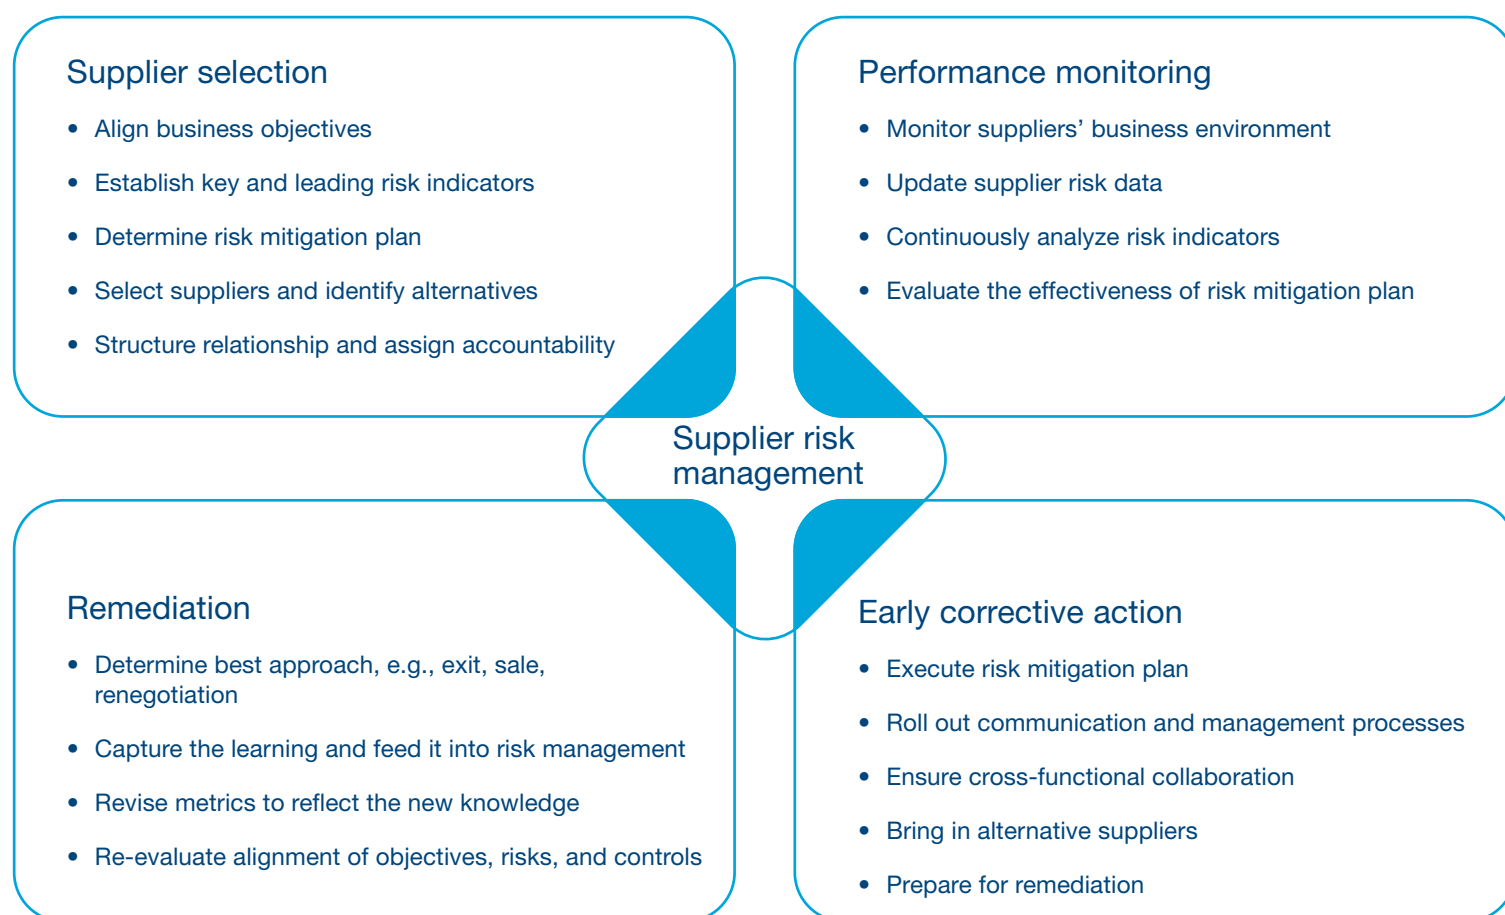 Supplier selection
• Align business objectives
• Establish key and leading risk indicators
• Determine risk mitigation plan
• Select suppliers and identify alternatives
• Structure relationship and assign accountability
Performance monitoring
• Monitor suppliers’ business environment
• Update supplier risk data
• Continuously analyze risk indicators
• Evaluate the effectiveness of risk mitigation plan
Supplier risk
management
Remediation
• Determine best approach, e.g., exit, sale,
renegotiation
• Capture the learning and feed it into risk management
• Revise metrics to reflect the new knowledge
• Re-evaluate alignment of objectives, risks, and controls
Early corrective action
• Execute risk mitigation plan
• Roll out communication and management processes
• Ensure cross-functional collaboration
• Bring in alternative suppliers
• Prepare for remediation